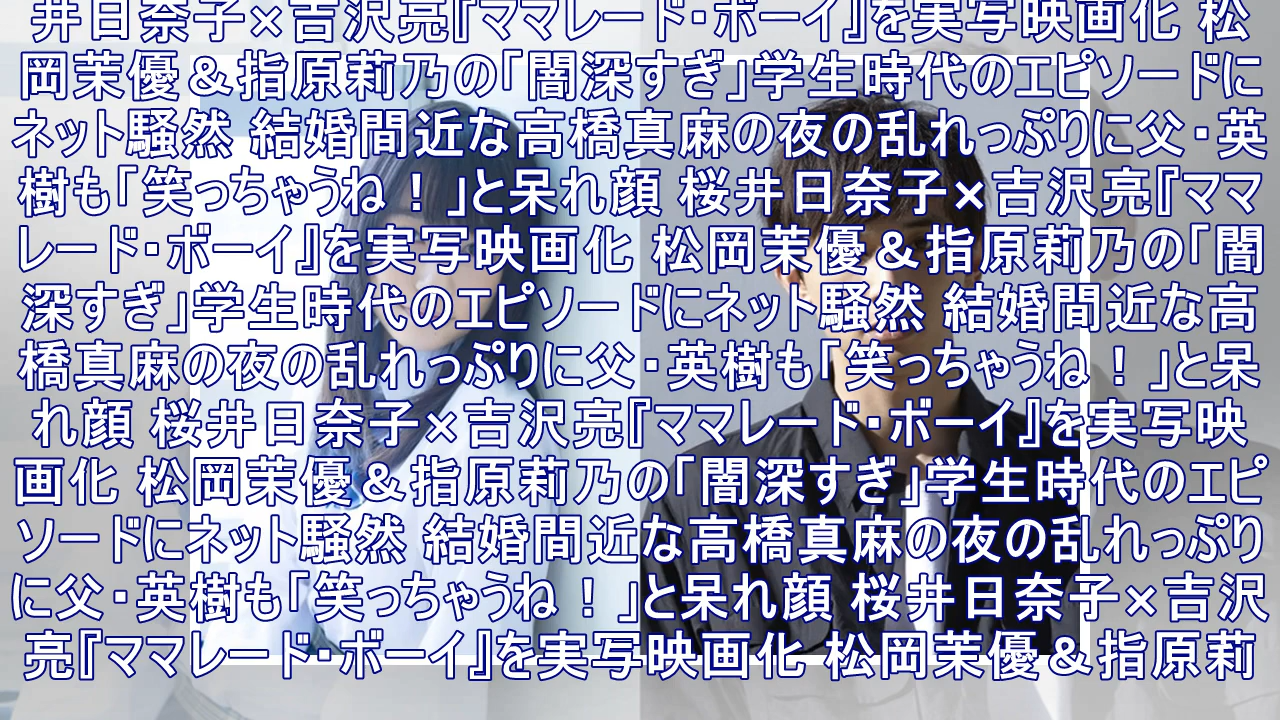 井日奈子×吉沢亮『ママレード・ボーイ』を実写映画化 松
岡茉優＆指原莉乃の「闇深すぎ」学生時代のエピソードに
ネット騒然 結婚間近な高橋真麻の夜の乱れっぷりに父・英
樹も「笑っちゃうね！」と呆れ顔 桜井日奈子×吉沢亮『ママ
レード・ボーイ』を実写映画化 松岡茉優＆指原莉乃の「闇
深すぎ」学生時代のエピソードにネット騒然 結婚間近な高
橋真麻の夜の乱れっぷりに父・英樹も「笑っちゃうね！」と呆
れ顔 桜井日奈子×吉沢亮『ママレード・ボーイ』を実写映
画化 松岡茉優＆指原莉乃の「闇深すぎ」学生時代のエピ
ソードにネット騒然 結婚間近な高橋真麻の夜の乱れっぷり
に父・英樹も「笑っちゃうね！」と呆れ顔 桜井日奈子×吉沢
亮『ママレード・ボーイ』を実写映画化 松岡茉優＆指原莉